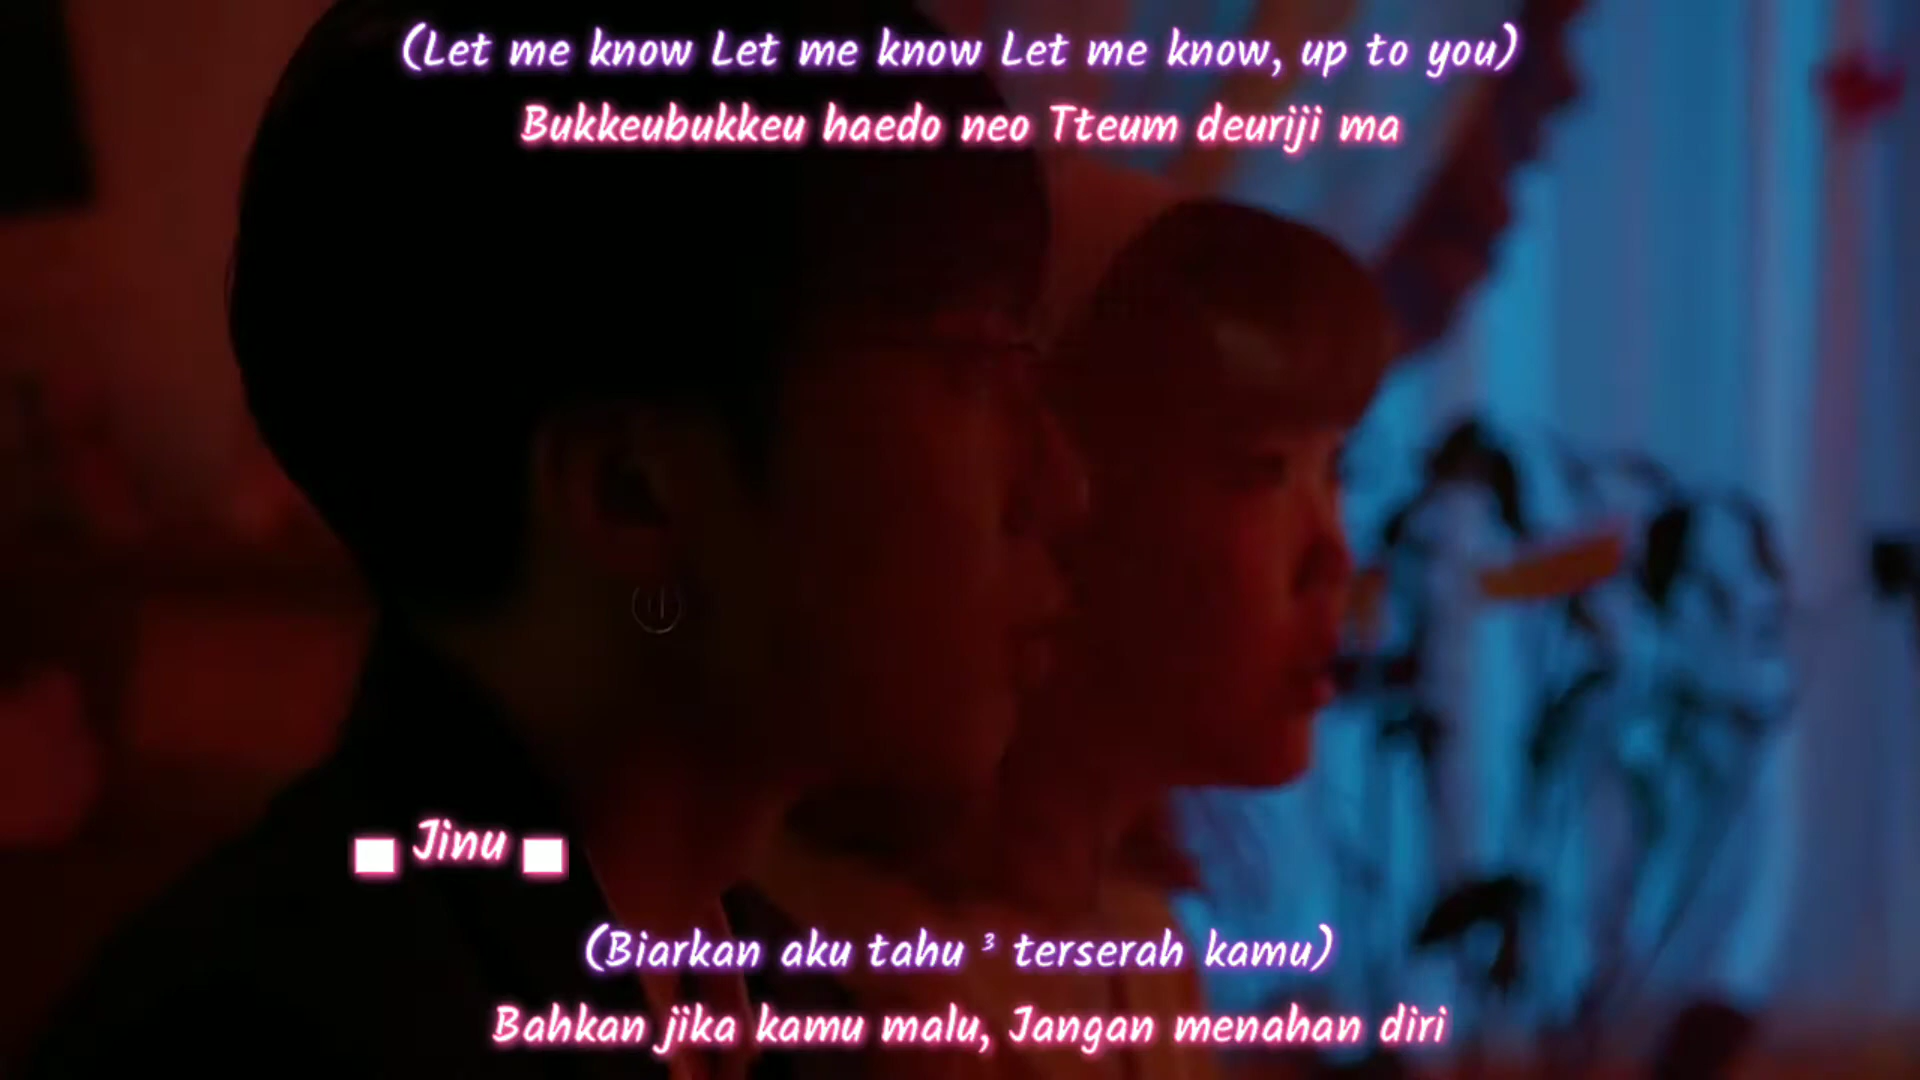 (Let me know Let me know Let me know, up to you)
Bukkeubukkeu haedo neo Tteum deuriji ma
Jinu
(Biarkan aku tahu ³ terserah kamu)
Bahkan jika kamu malu, Jangan menahan diri